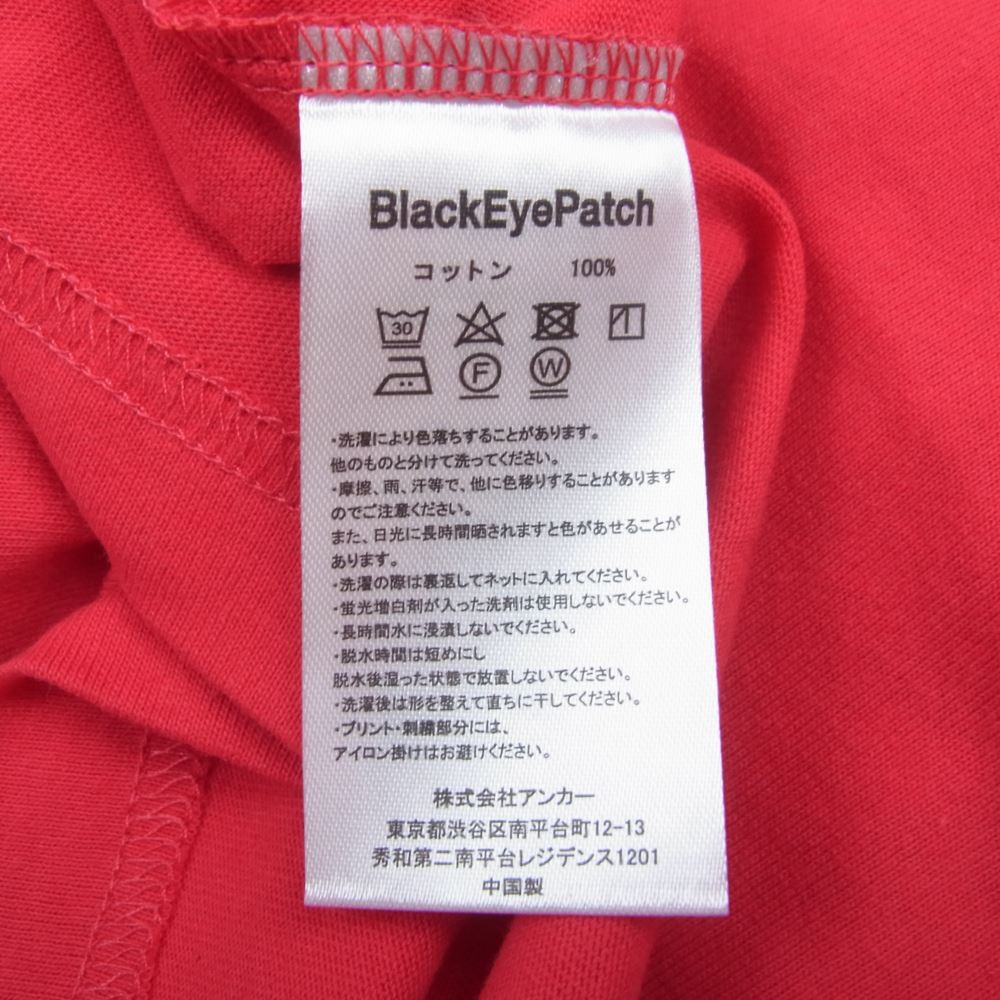 BlackEyePatch
コットン 100%
30
F W
・洗濯により色落ちすることがあります。
他のものと分けて洗ってください。
・摩擦、雨、汗等で、他に色移りすることがあります
のでご注意ください。
また、日光に長時間晒されますと色があせることが
あります。
・洗濯の際は裏返してネットに入れてください。
・蛍光増白剤が入った洗剤は使用しないでください。
・長時間水に浸漬しないでください。
・脱水時間は短めにし
脱水後湿った状態で放置しないでください。
・洗濯後は形を整えて直ちに干してください。
・プリント・刺繍部分には、
アイロン掛けはお避けください。
株式会社アンカー
東京都渋谷区南平台町12-13
秀和第二南平台レジデンス1201
中国製